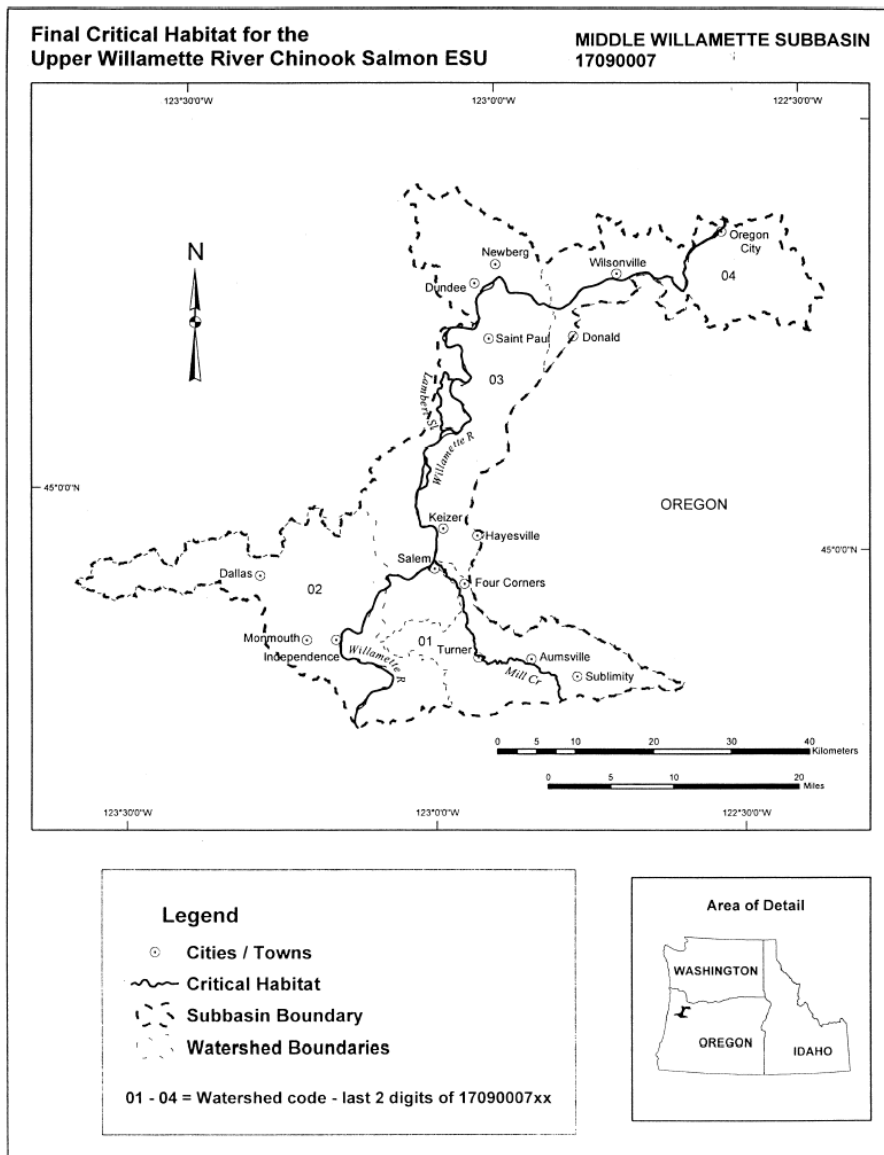 Final Critical Habitat for the
Upper Willamette River Chinook Salmon ESU
MIDDLE WILLAMETTE SUBBASIN
17090007
123°30'0"W
123°0'0"W
122°30'0"W
N
Newberg
Wilsonville
Oregon
City
04
Dundee
Saint Paul
Donald
03
Lambert Sl
Willamette R
45°0'0"N
OREGON
Keizer
Hayesville
45°0'0"N
Salem
Dallas
Four Corners
02
Monmouth
01
Independence
Willamette R
Turner
Aumsville
Mill Cr
Sublimity
0 5 10 20 30 40
Kilometers
0 5 10 20
Miles
123°30'0"W
123°0'0"W
122°30'0"W
Legend
Cities / Towns
Critical Habitat
Subbasin Boundary
Watershed Boundaries
01 - 04 = Watershed code - last 2 digits of 17090007xx
Area of Detail
WASHINGTON
OREGON
IDAHO